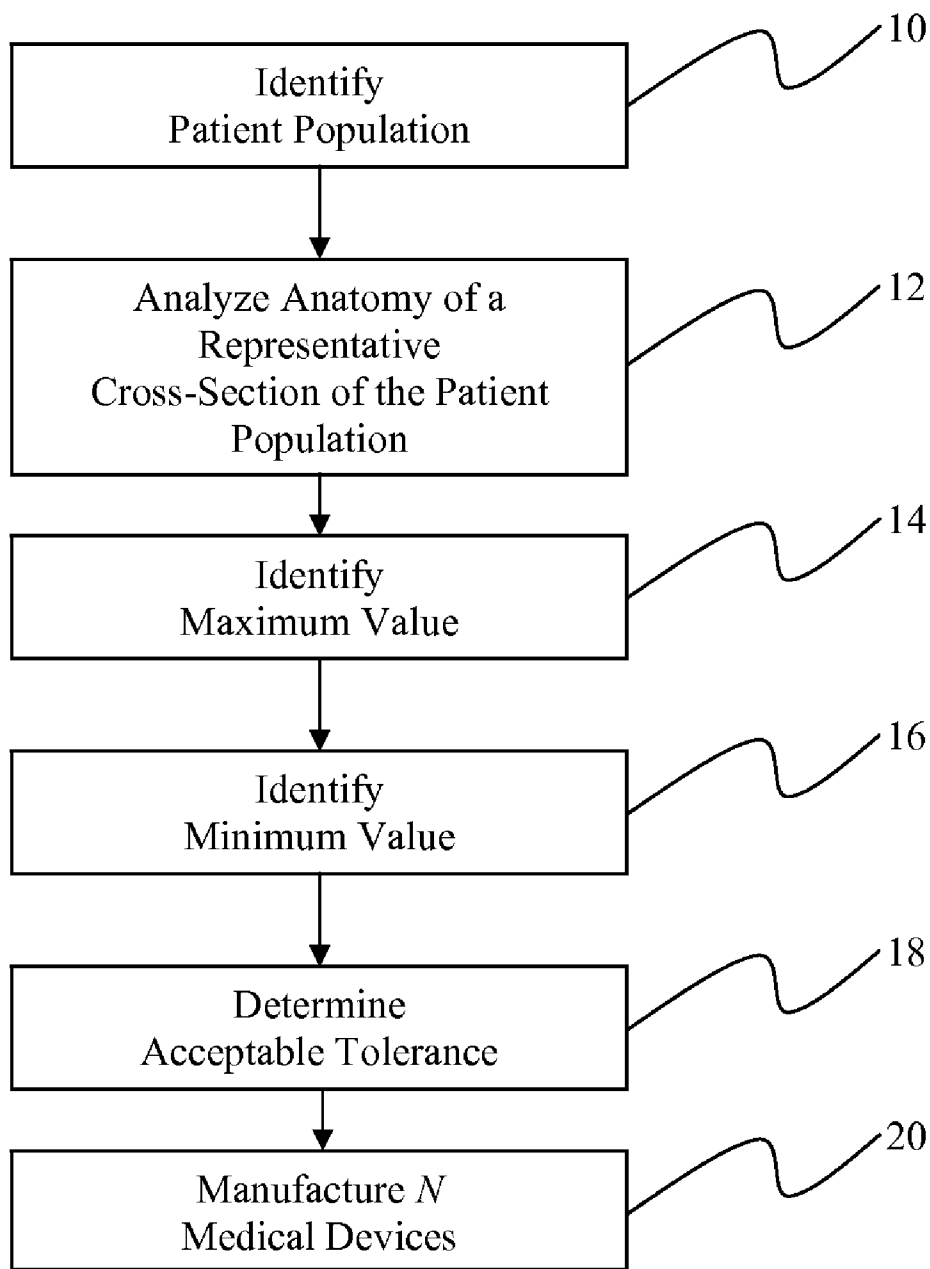 10
Identify
Patient Population
12
Analyze Anatomy of a
Representative
Cross-Section of the Patient
Population
14
Identify
Maximum Value
16
Identify
Minimum Value
18
Determine
Acceptable Tolerance
20
Manufacture N
Medical Devices